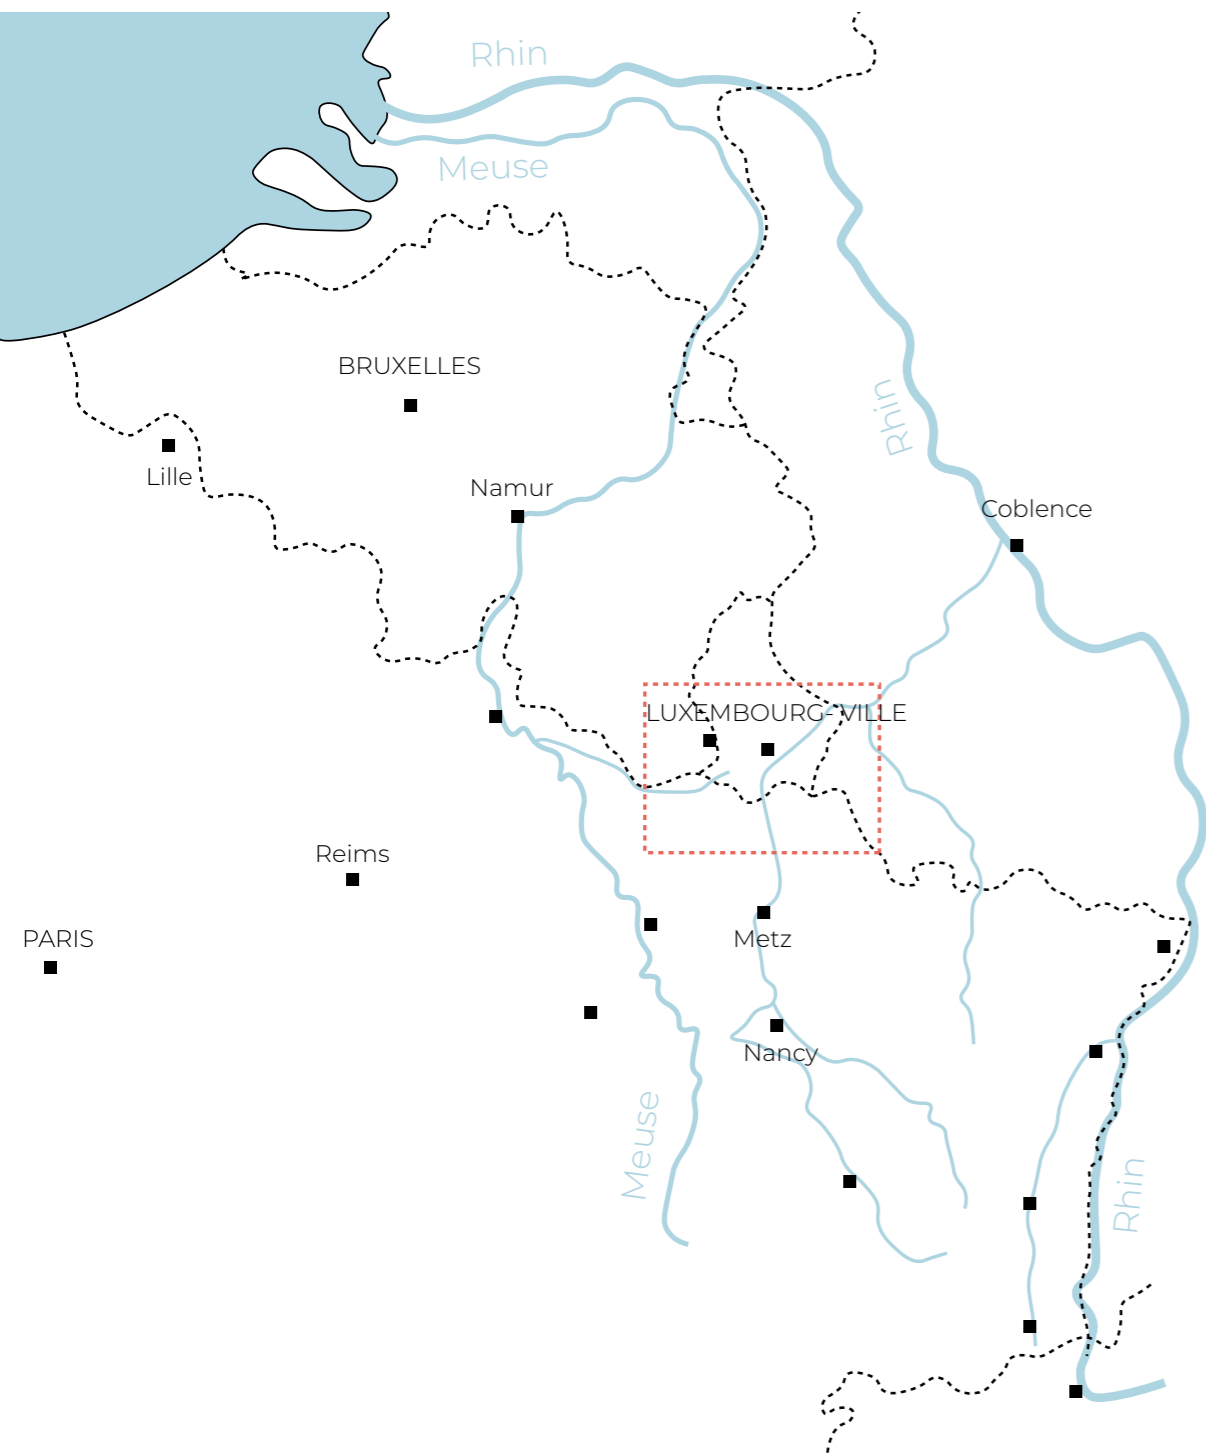 Rhin
Meuse
BRUXELLES
Rhin
Lille
Namur
Coblence
LUXEMBOURG-VILLE
Reims
PARIS
Metz
Nancy
Meuse
Rhin